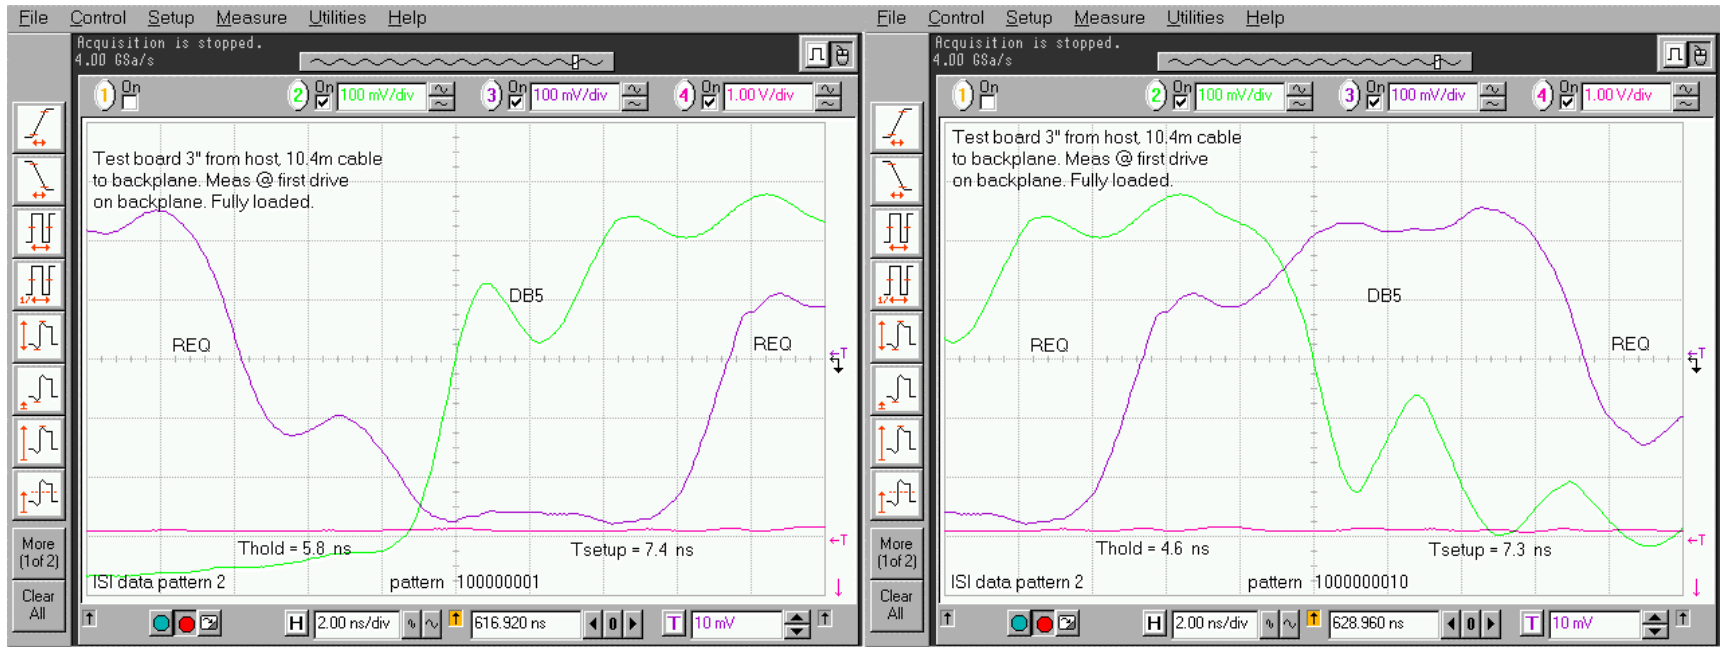 File Control Setup Measure Utilities Help
Acquisition is stopped.
4.00 GSa/s
1 On 2 On 100 mV/div 3 On 100 mV/div 4 On 1.00 V/div
Test board 3" from host, 10.4m cable
to backplane. Meas @ first drive
on backplane. Fully loaded.
DB5
REQ
REQ
T
T
Thold = 5.8 ns Tsetup = 7.4 ns
ISI data pattern 2 pattern 100000001
More
(1of 2)
Clear
All
H 2.00 ns/div 616.920 ns 0 T 10 mV
File Control Setup Measure Utilities Help
Acquisition is stopped.
4.00 GSa/s
1 On 2 On 100 mV/div 3 On 100 mV/div 4 On 1.00 V/div
Test board 3" from host, 10.4m cable
to backplane. Meas @ first drive
on backplane. Fully loaded.
DB5
REQ
REQ
T
T
Thold = 4.6 ns Tsetup = 7.3 ns
ISI data pattern 2 pattern 1000000010
More
(1of 2)
Clear
All
H 2.00 ns/div 628.960 ns 0 T 10 mV